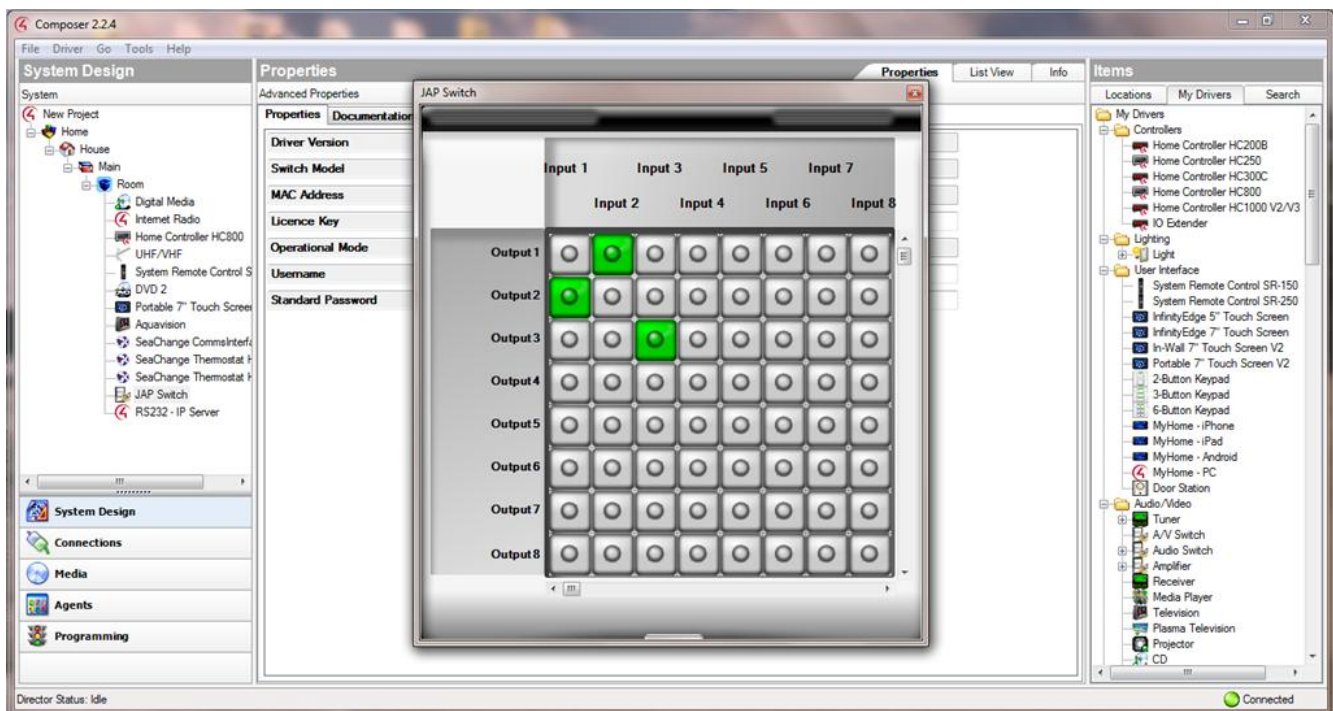 Composer 2.2.4
File Driver Go Tools Help
System Design
System
New Project
Home
House
Main
Room
Digital Media
Internet Radio
Home Controller HC800
UHF/VHF
System Remote Control S
DVD 2
Portable 7" Touch Screen
Aquavision
SeaChange CommsInterfa
SeaChange Thermostat H
SeaChange Thermostat H
JAP Switch
RS232 - IP Server
System Design
Connections
Media
Agents
Programming
Director Status: Idle
Properties
Properties List View Info
Advanced Properties
Properties Documentation
Driver Version
Switch Model
MAC Address
Licence Key
Operational Mode
Username
Standard Password
JAP Switch
Input 1 Input 3 Input 5 Input 7
Input 2 Input 4 Input 6 Input 8
Output 1
Output 2
Output 3
Output 4
Output 5
Output 6
Output 7
Output 8
Items
Locations My Drivers Search
My Drivers
Controllers
Home Controller HC200B
Home Controller HC250
Home Controller HC300C
Home Controller HC800
Home Controller HC1000 V2/V3
IO Extender
Lighting
Light
User Interface
System Remote Control SR-150
System Remote Control SR-250
InfinityEdge 5" Touch Screen
InfinityEdge 7" Touch Screen
In-Wall 7" Touch Screen V2
Portable 7" Touch Screen V2
2-Button Keypad
3-Button Keypad
6-Button Keypad
MyHome - iPhone
MyHome - iPad
MyHome - Android
MyHome - PC
Door Station
Audio/Video
Tuner
A/V Switch
Audio Switch
Amplifier
Receiver
Media Player
Television
Plasma Television
Projector
CD
Connected